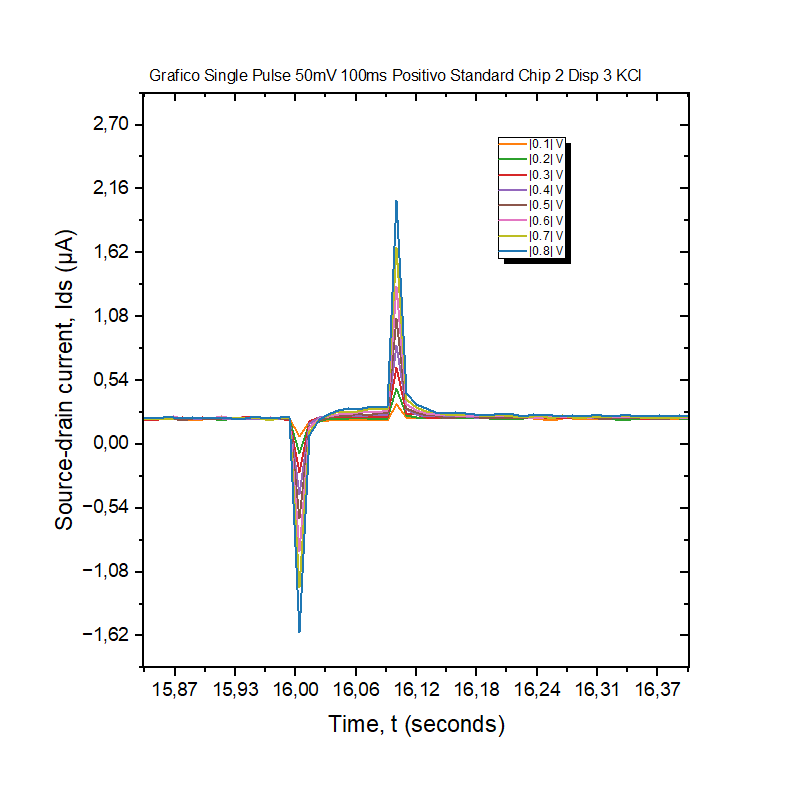 Grafico Single Pulse 50mV 100ms Positivo Standard Chip 2 Disp 3 KCl
2,70
2,16
1,62
1,08
0,54
0,00
−0,54
−1,08
−1,62
Source-drain current, Ids (µA)
|0.1| V
|0.2| V
|0.3| V
|0.4| V
|0.5| V
|0.6| V
|0.7| V
|0.8| V
15,87 15,93 16,00 16,06 16,12 16,18 16,24 16,31 16,37
Time, t (seconds)